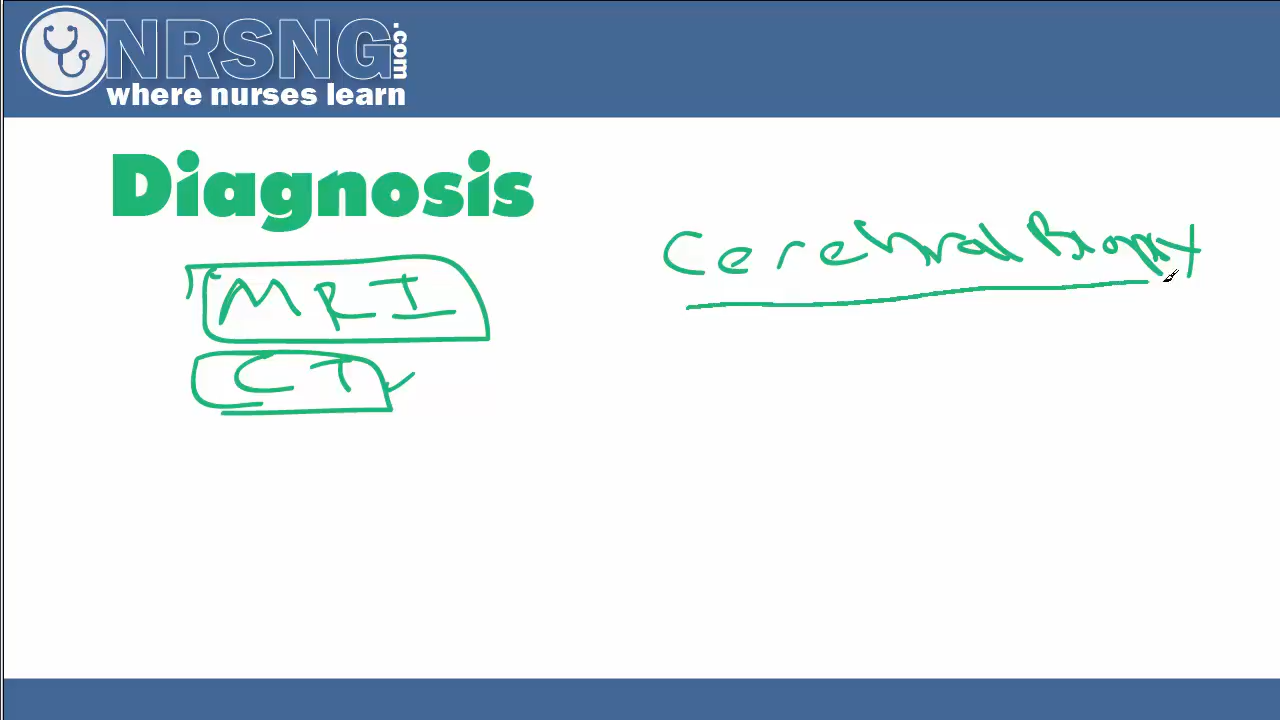 NRSNG.com
where nurses learn
Diagnosis
Cerebral Biopsy
MRI
CT